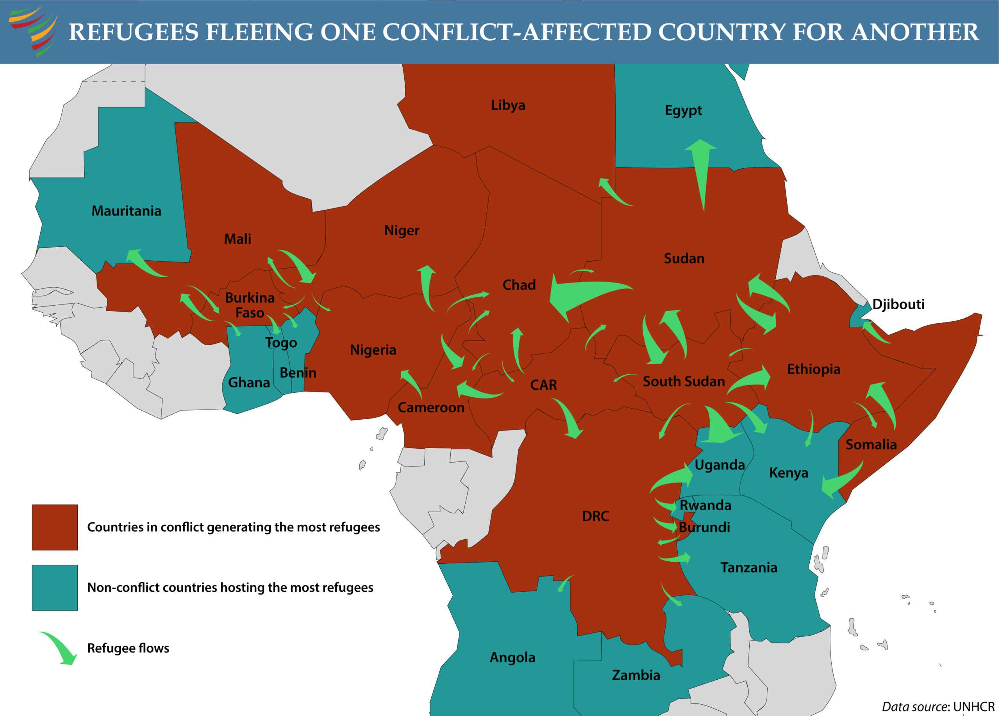 REFUGEES FLEEING ONE CONFLICT-AFFECTED COUNTRY FOR ANOTHER
Libya
Egypt
Mauritania
Mali
Niger
Sudan
Chad
Burkina
Faso
Djibouti
Togo
Nigeria
Benin
Ghana
Ethiopia
South Sudan
CAR
Cameroon
Somalia
Uganda
Kenya
Rwanda
DRC
Burundi
Tanzania
Angola
Zambia
Countries in conflict generating the most refugees
Non-conflict countries hosting the most refugees
Refugee flows
Data source: UNHCR